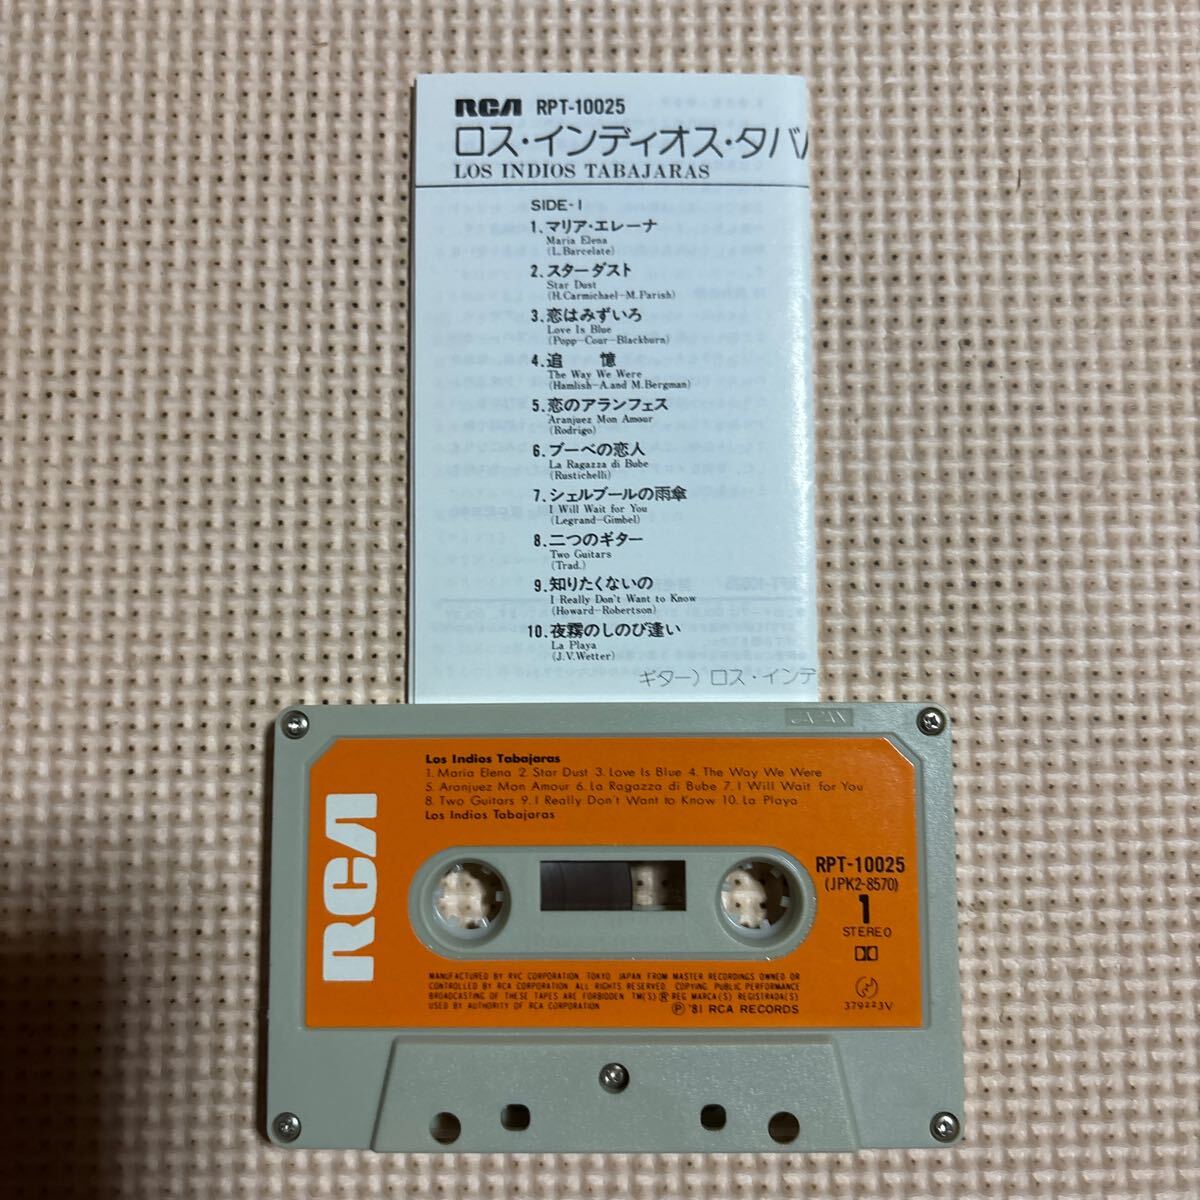 RCA RPT-10025
ロス・インディオス・タバ
LOS INDIOS TABAJARAS
SIDE-1
1.マリア・エレーナ
Maria Elena
(L.Barcelate)
2.スターダスト
Star Dust
(H.Carmichael-M.Parish)
3.恋はみずいろ
Love Is Blue
(Popp-Cour-Blackburn)
4.追 憶
The Way We Were
(Hamlish-A.and M.Bergman)
5.恋のアランフェス
Aranjuez Mon Amour
(Rodrigo)
6.ブーベの恋人
La Ragazza di Bube
(Rustichelli)
7.シェルブールの雨傘
I Will Wait for You
(Legrand-Gimbel)
8.二つのギター
Two Guitars
(Trad.)
9.知りたくないの
I Really Don't Want to Know
(Howard-Robertson)
10.夜霧のしのび逢い
La Playa
(J.V.Wetter)
ギター) ロス・インデ
JAPAN
Los Indios Tabajaras
1. Maria Elena 2. Star Dust 3. Love Is Blue 4. The Way We Were
5. Aranjuez Mon Amour 6. La Ragazza di Bube 7. I Will Wait for You
8. Two Guitars 9. I Really Don't Want to Know 10. La Playa
Los Indios Tabajaras
RCA
RPT-10025
(JPK2-8570)
1
STEREO
MANUFACTURED BY RVC CORPORATION, TOKYO, JAPAN FROM MASTER RECORDINGS OWNED OR
CONTROLLED BY RCA CORPORATION. ALL RIGHTS RESERVED. COPYING, PUBLIC PERFORMANCE
BROADCASTING OF THESE TAPES ARE FORBIDDEN TM(S) ® REG. MARCA(S) REGISTRADA(S)
USED BY AUTHORITY OF RCA CORPORATION
Ⓟ '81 RCA RECORDS
379223V